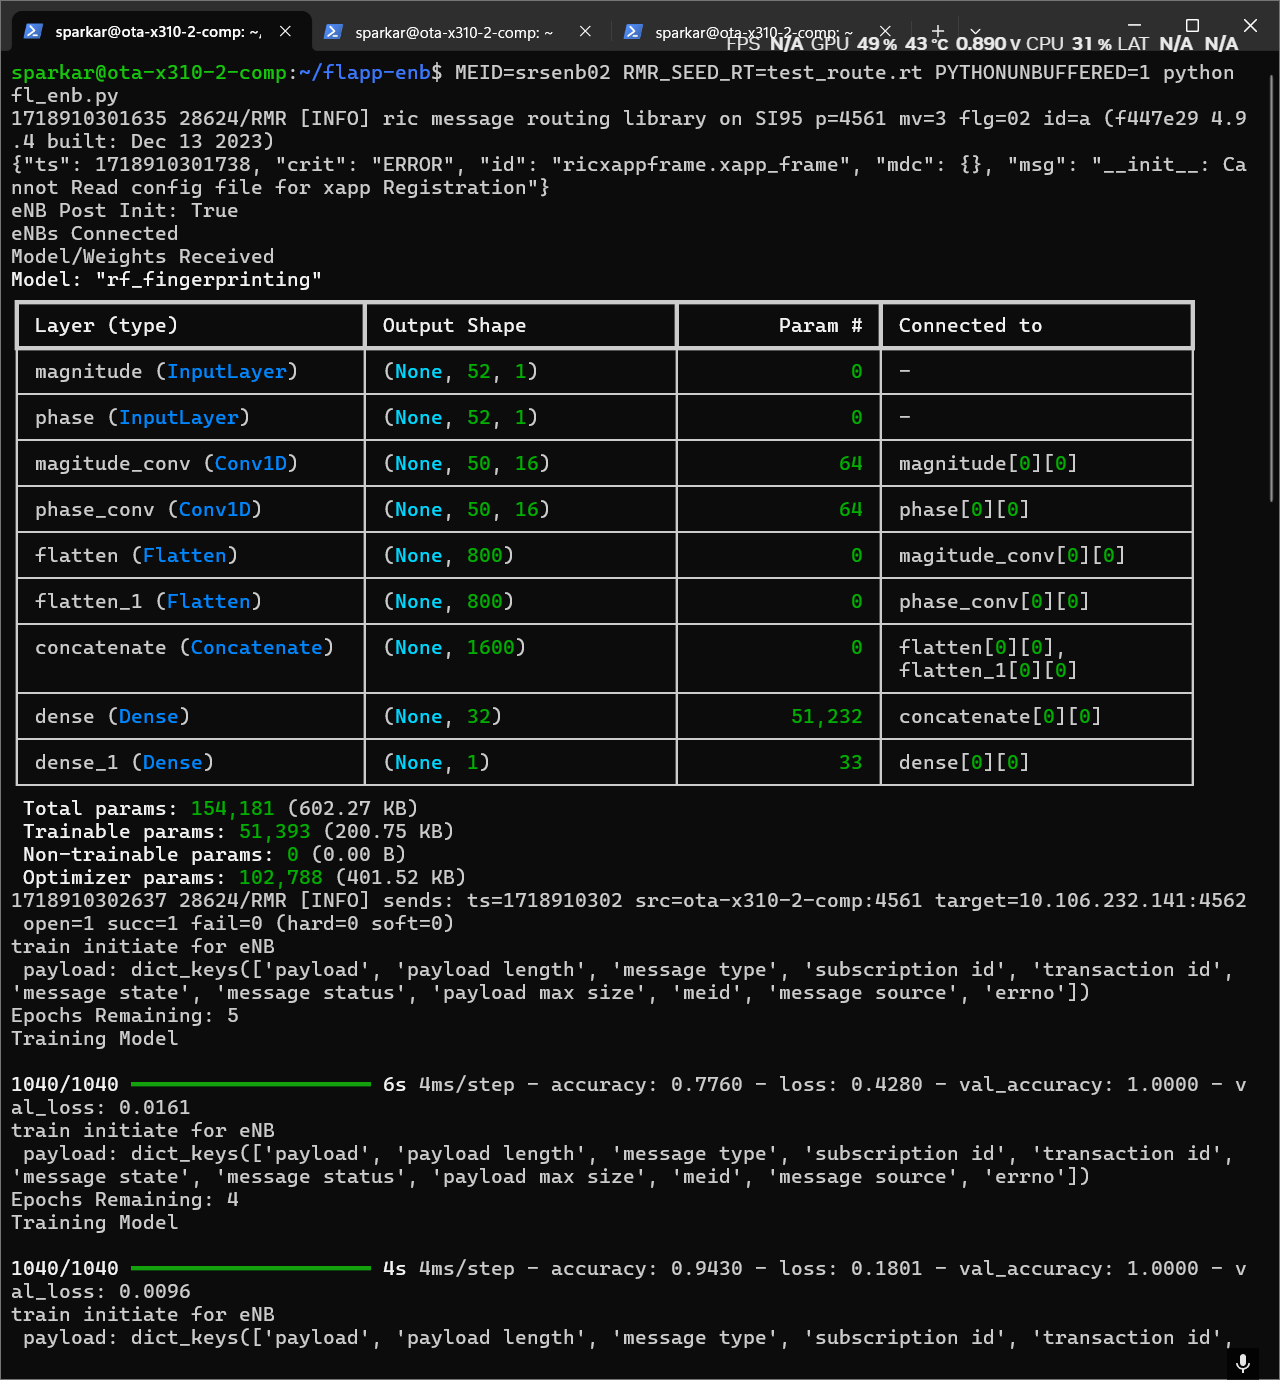 sparkar@ota-x310-2-comp: ~,
sparkar@ota-x310-2-comp: ~
sparkar@ota-x310-2-comp: ~
FPS N/A GPU 49 % 43 °C 0.890 V CPU 31 % LAT N/A N/A
sparkar@ota-x310-2-comp:~/flapp-enb$ MEID=srsenb02 RMR_SEED_RT=test_route.rt PYTHONUNBUFFERED=1 python
fl_enb.py
1718910301635 28624/RMR [INFO] ric message routing library on SI95 p=4561 mv=3 flg=02 id=a (f447e29 4.9
.4 built: Dec 13 2023)
{"ts": 1718910301738, "crit": "ERROR", "id": "ricxappframe.xapp_frame", "mdc": {}, "msg": "__init__: Ca
nnot Read config file for xapp Registration"}
eNB Post Init: True
eNBs Connected
Model/Weights Received
Model: "rf_fingerprinting"
Layer (type) Output Shape Param # Connected to
magnitude (InputLayer) (None, 52, 1) 0 -
phase (InputLayer) (None, 52, 1) 0 -
magitude_conv (Conv1D) (None, 50, 16) 64 magnitude[0][0]
phase_conv (Conv1D) (None, 50, 16) 64 phase[0][0]
flatten (Flatten) (None, 800) 0 magitude_conv[0][0]
flatten_1 (Flatten) (None, 800) 0 phase_conv[0][0]
concatenate (Concatenate) (None, 1600) 0 flatten[0][0],
flatten_1[0][0]
dense (Dense) (None, 32) 51,232 concatenate[0][0]
dense_1 (Dense) (None, 1) 33 dense[0][0]
Total params: 154,181 (602.27 KB)
Trainable params: 51,393 (200.75 KB)
Non-trainable params: 0 (0.00 B)
Optimizer params: 102,788 (401.52 KB)
1718910302637 28624/RMR [INFO] sends: ts=1718910302 src=ota-x310-2-comp:4561 target=10.106.232.141:4562
open=1 succ=1 fail=0 (hard=0 soft=0)
train initiate for eNB
payload: dict_keys(['payload', 'payload length', 'message type', 'subscription id', 'transaction id',
'message state', 'message status', 'payload max size', 'meid', 'message source', 'errno'])
Epochs Remaining: 5
Training Model
1040/1040 6s 4ms/step - accuracy: 0.7760 - loss: 0.4280 - val_accuracy: 1.0000 - v
al_loss: 0.0161
train initiate for eNB
payload: dict_keys(['payload', 'payload length', 'message type', 'subscription id', 'transaction id',
'message state', 'message status', 'payload max size', 'meid', 'message source', 'errno'])
Epochs Remaining: 4
Training Model
1040/1040 4s 4ms/step - accuracy: 0.9430 - loss: 0.1801 - val_accuracy: 1.0000 - v
al_loss: 0.0096
train initiate for eNB
payload: dict_keys(['payload', 'payload length', 'message type', 'subscription id', 'transaction id',